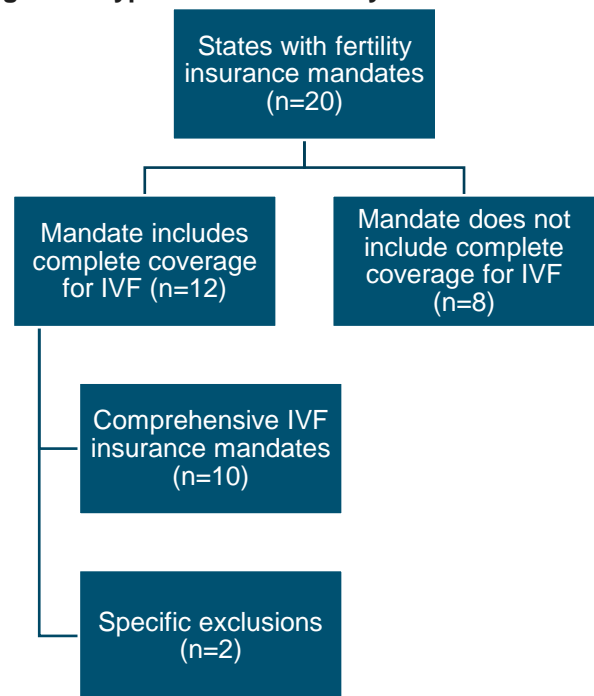 States with fertility
insurance mandates
(n=20)
Mandate includes
complete coverage
for IVF (n=12)
Mandate does not
include complete
coverage for IVF
(n=8)
Comprehensive IVF
insurance mandates
(n=10)
Specific exclusions
(n=2)